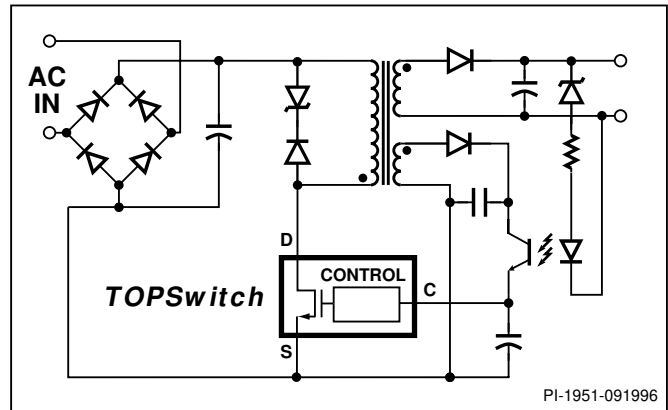 AC
IN
D
CONTROL
TOPSwitch
C
S
PI-1951-091996